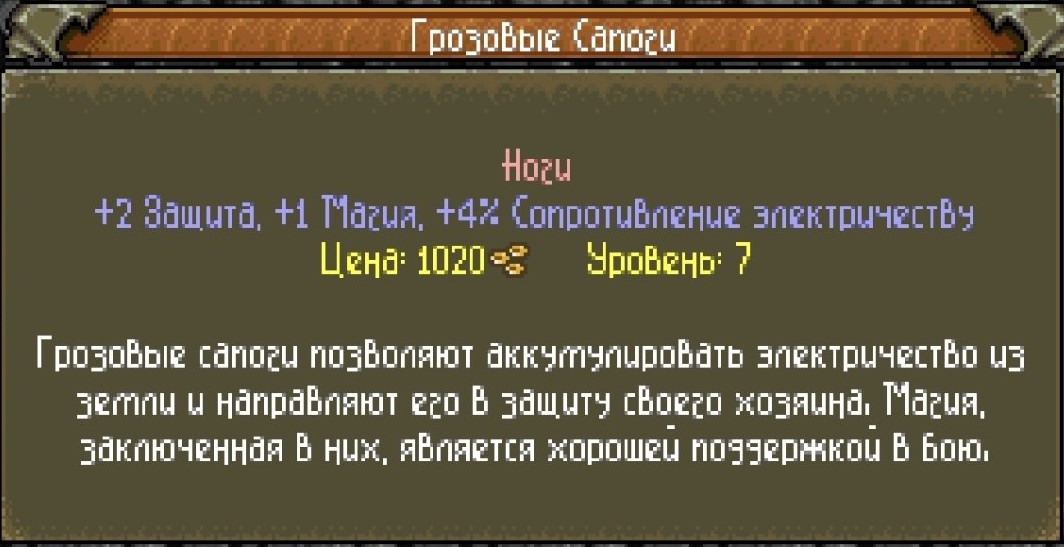 Грозовые Сапоги
Ноги
+2 Защита, +1 Магия, +4% Сопротивление электричеству
Цена: 1020 Уровень: 7
Грозовые сапоги позволяют аккумулировать электричество из
земли и направляют его в защиту своего хозяина. Магия,
заключенная в них, является хорошей поддержкой в бою.